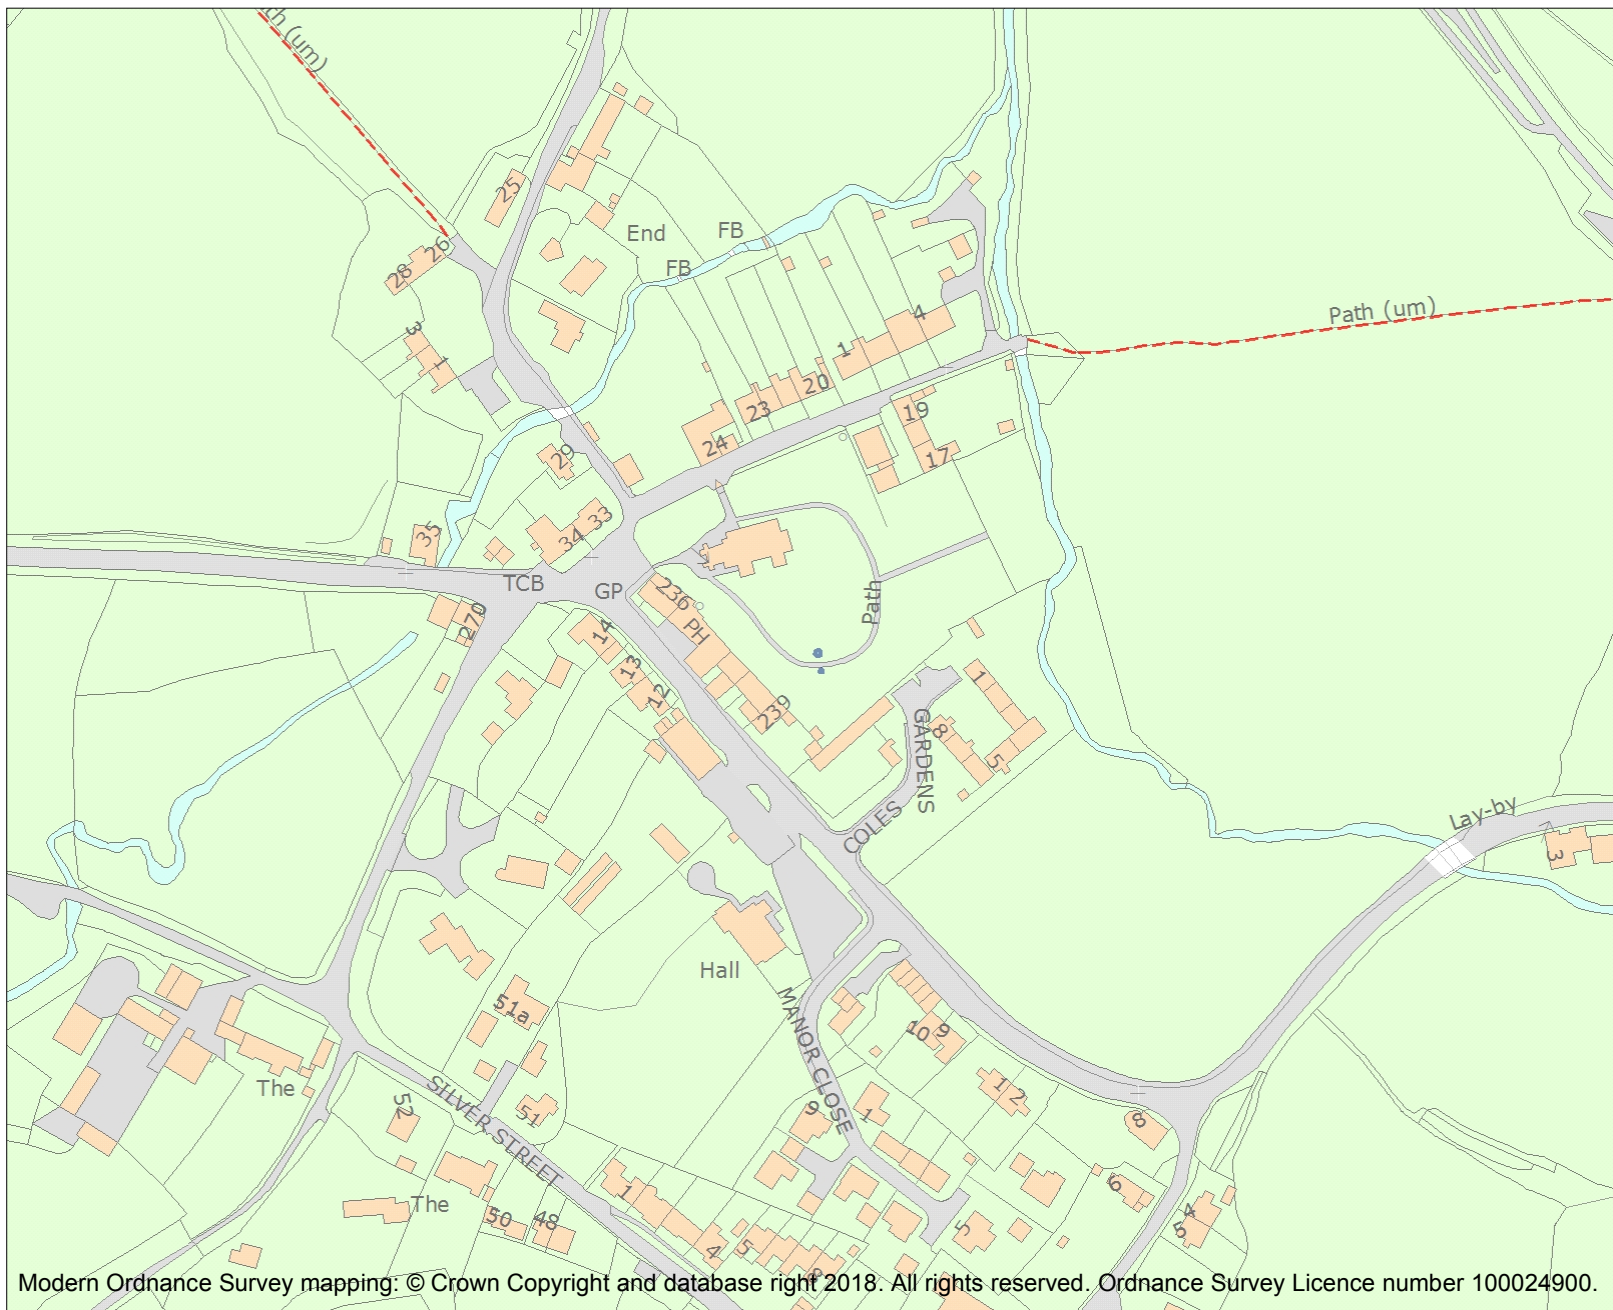 th (um)
25
End
FB
FB
26
28
3
1
4
1
Path (um)
20
23
24
19
17
29
33
34
35
TCB
GP
236
PH
Path
270
14
13
12
239
1
8
5
COLES
GARDENS
Lay-by
3
Hall
MANOR CLOSE
51a
10
9
The
SILVER STREET
52
51
9
1
1 2
8
The
50
48
1
4
5
8
5
6
4
5
Modern Ordnance Survey mapping: © Crown Copyright and database right 2018. All rights reserved. Ordnance Survey Licence number 100024900.